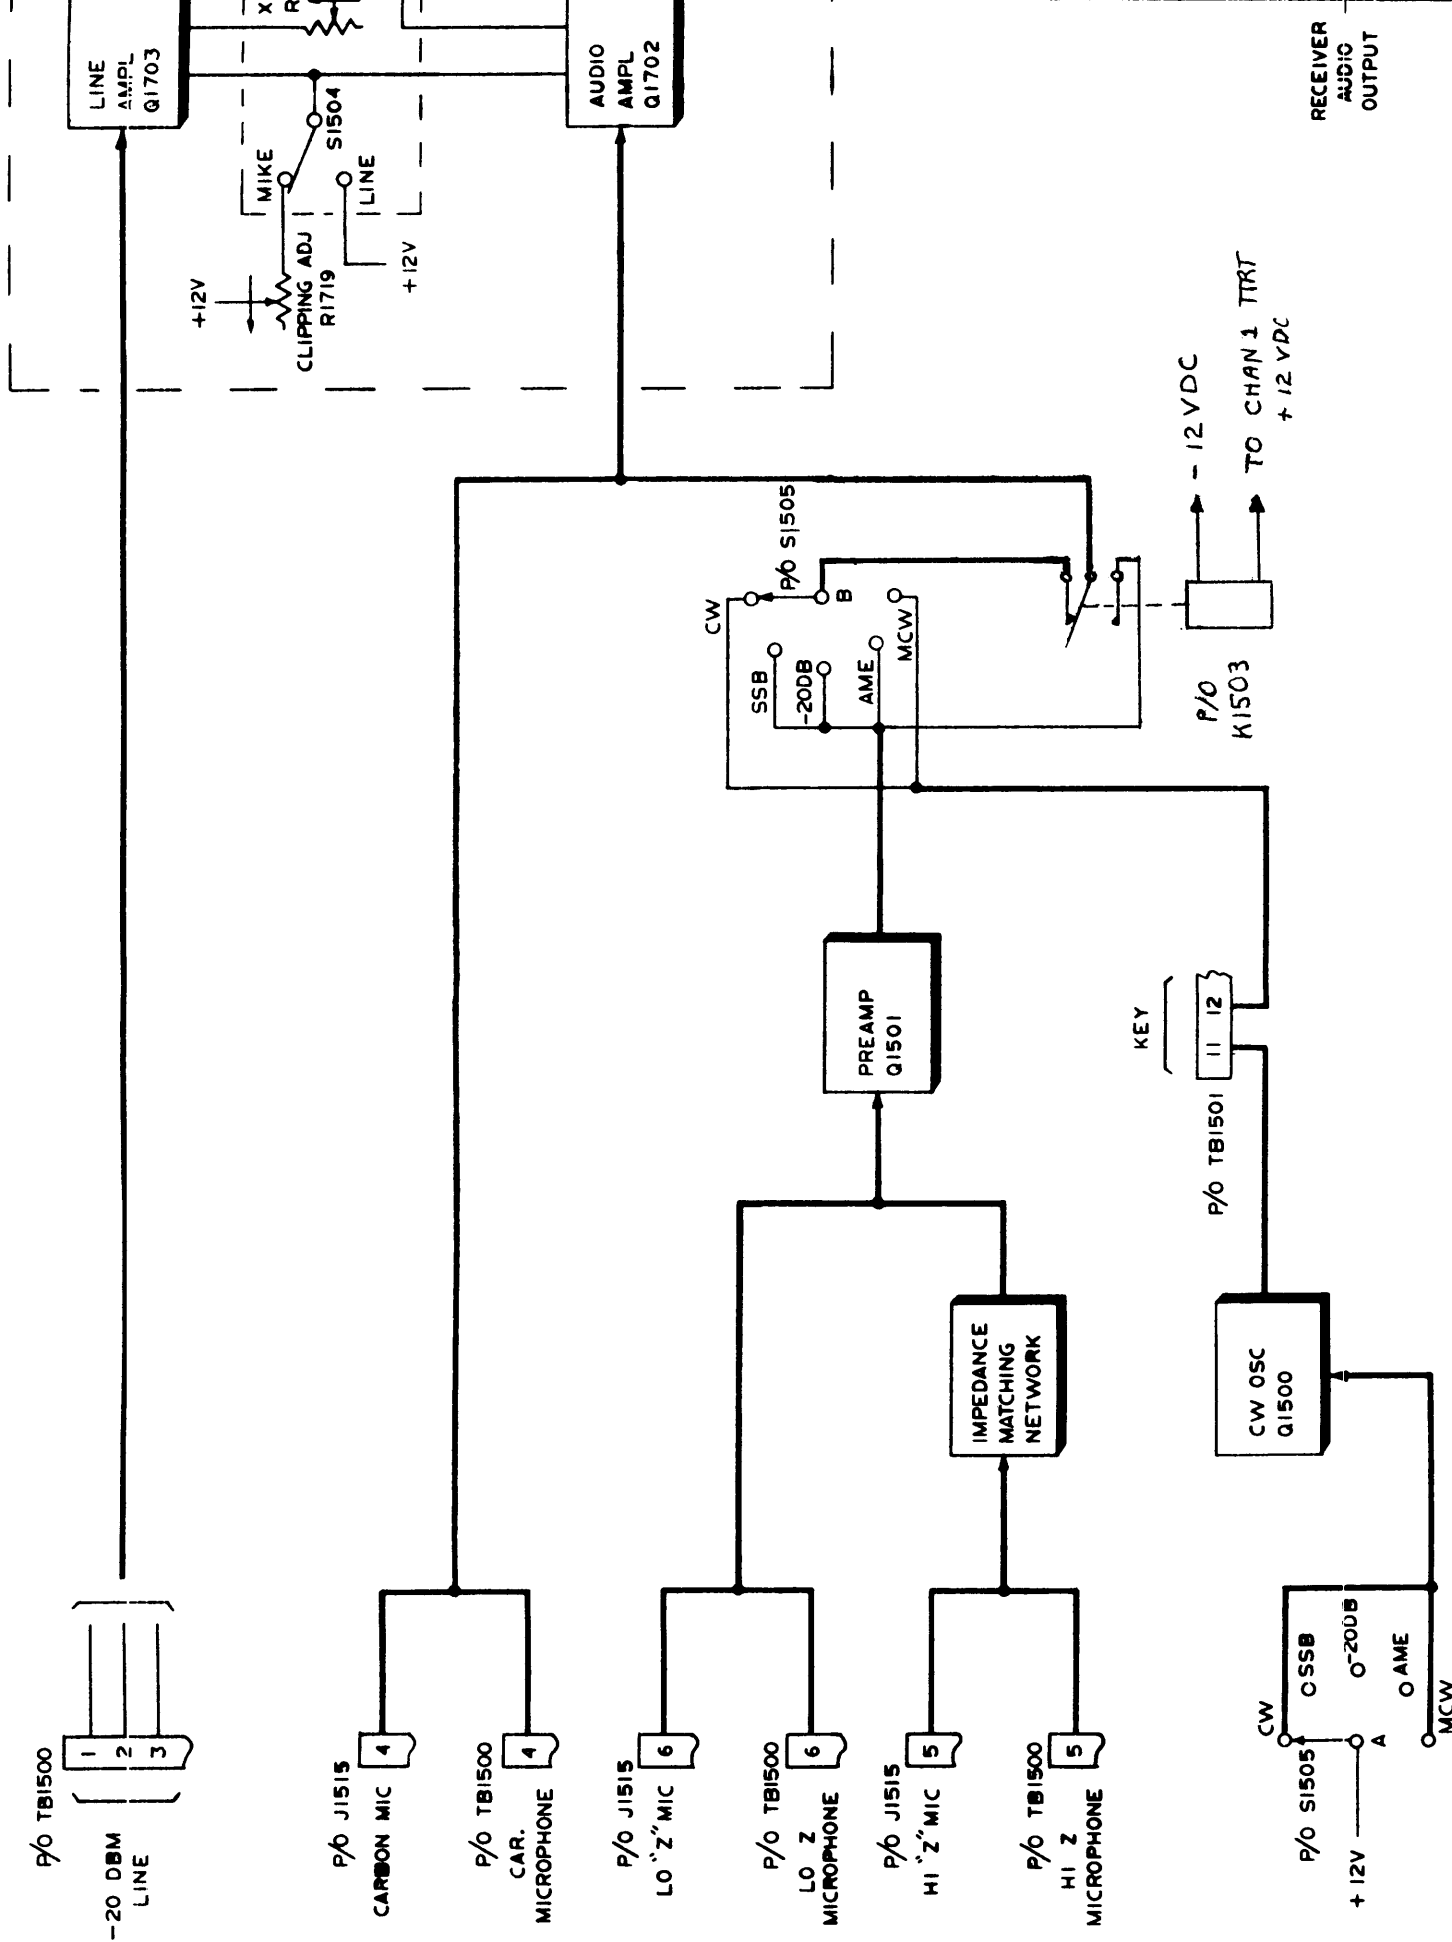 P/O TB1500
1
2
3
-20 DBM
LINE
LINE
AMPL
Q1703
X
R
MIKE
S1504
LINE
+12V
CLIPPING ADJ
R1719
+12V
AUDIO
AMPL
Q1702
RECEIVER
AUDIO
OUTPUT
P/O J1515
4
CARBON MIC
P/O TB1500
4
CAR.
MICROPHONE
P/O J1515
6
LO "Z" MIC
P/O TB1500
6
LO Z
MICROPHONE
P/O J1515
5
HI "Z" MIC
P/O TB1500
5
HI Z
MICROPHONE
IMPEDANCE
MATCHING
NETWORK
PREAMP
Q1501
CW
P/O S1505
SSB
-20DB
B
AME
MCW
P/O
K1503
- 12 VDC
TO CHAN 1 TTRT
+ 12 VDC
KEY
11 12
P/O TB1501
CW OSC
Q1500
CW
SSB
-20DB
AME
MCW
A
P/O S1505
+12V